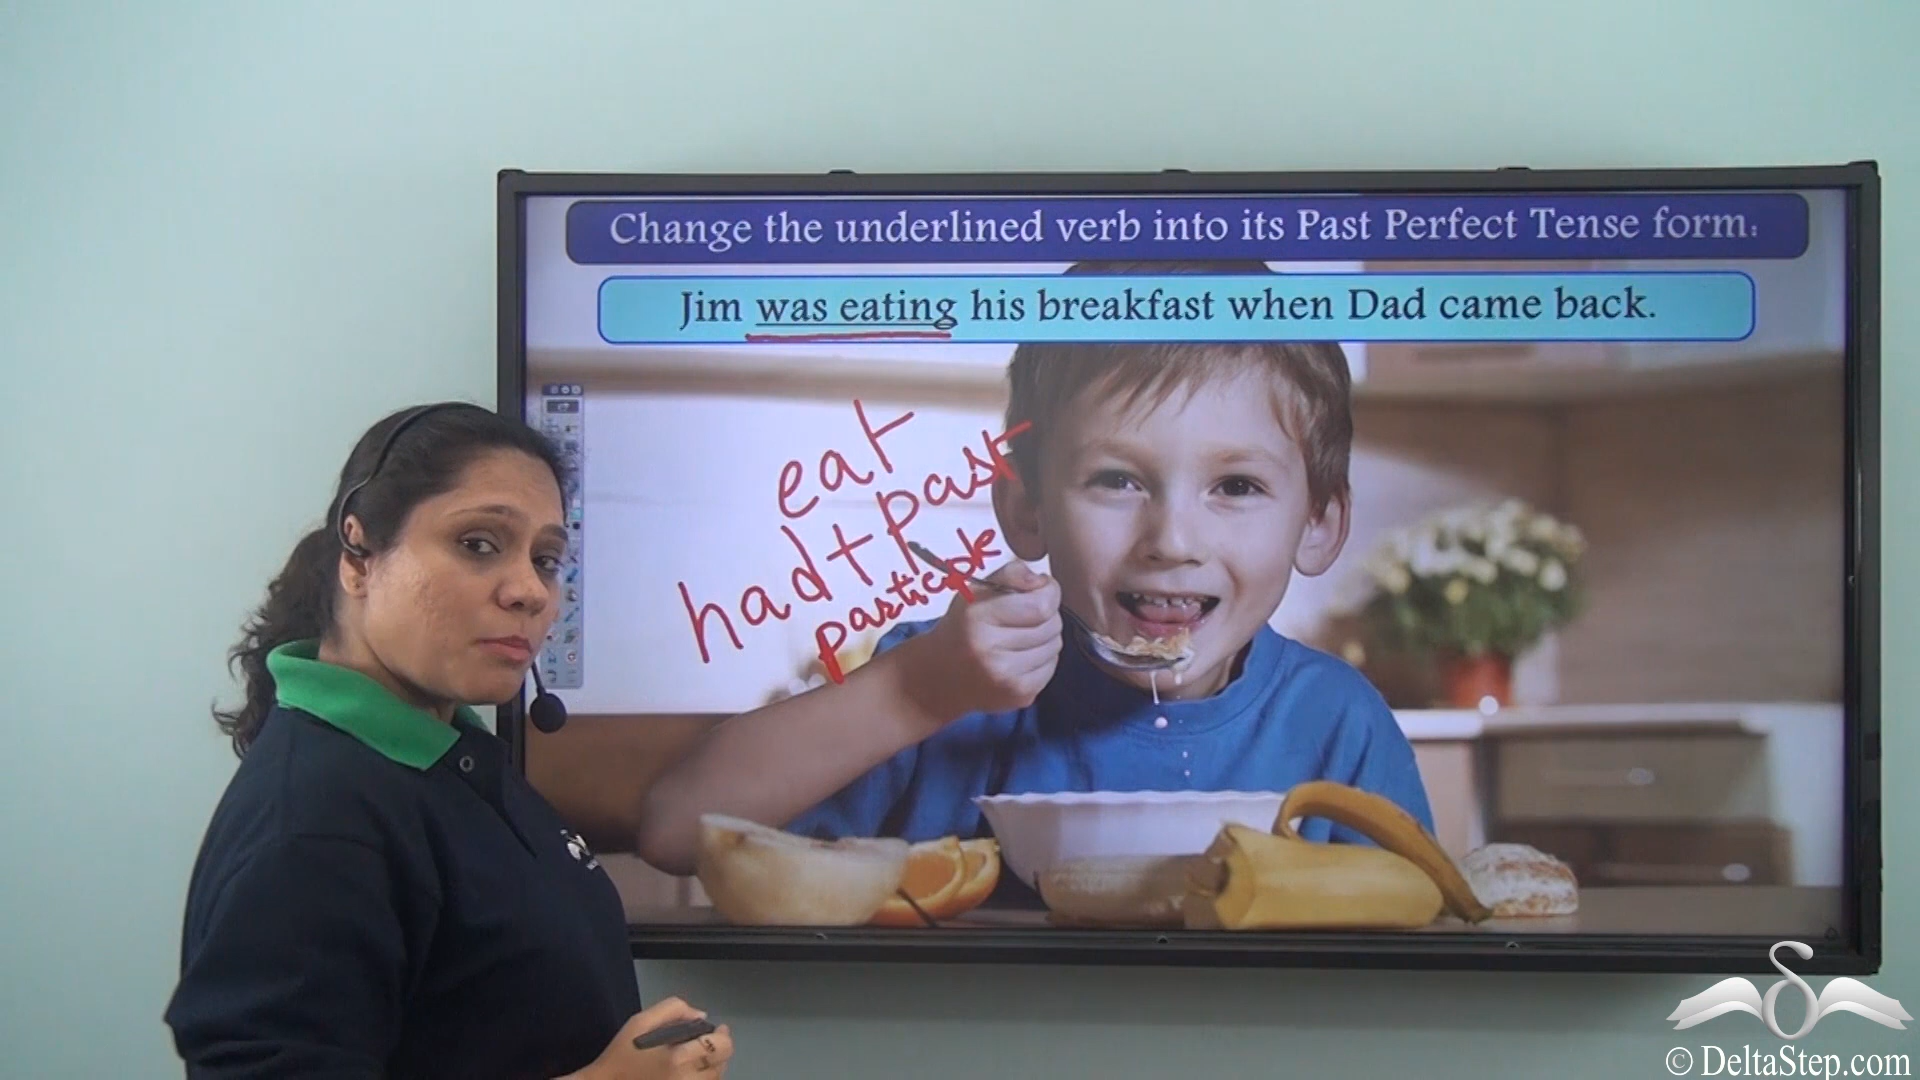 Change the underlined verb into its Past Perfect Tense form:
Jim was eating his breakfast when Dad came back.
eat
had + past
participle
© DeltaStep.com